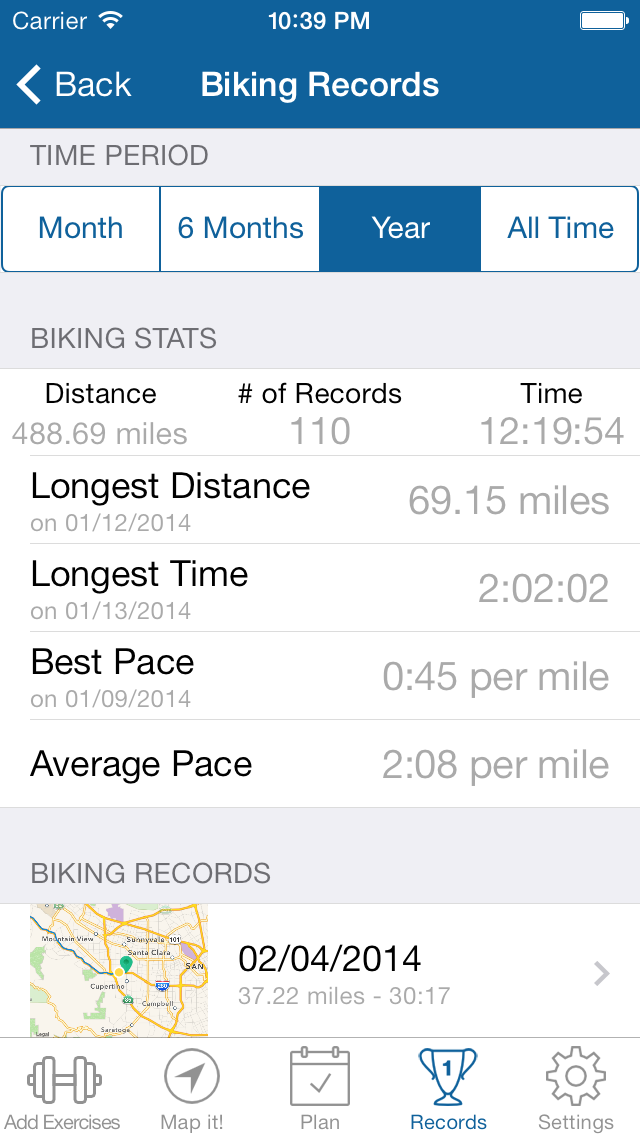 Carrier 10:39 PM
Back Biking Records
TIME PERIOD
Month 6 Months Year All Time
BIKING STATS
Distance # of Records Time
488.69 miles 110 12:19:54
Longest Distance 69.15 miles
on 01/12/2014
Longest Time 2:02:02
on 01/13/2014
Best Pace 0:45 per mile
on 01/09/2014
Average Pace 2:08 per mile
BIKING RECORDS
Mountain View Sunnyvale 101
Santa Clara
SAN
Cupertino 280
85 Campbell
Saratoga
Legal
02/04/2014
37.22 miles - 30:17
1
Add Exercises Map it! Plan Records Settings